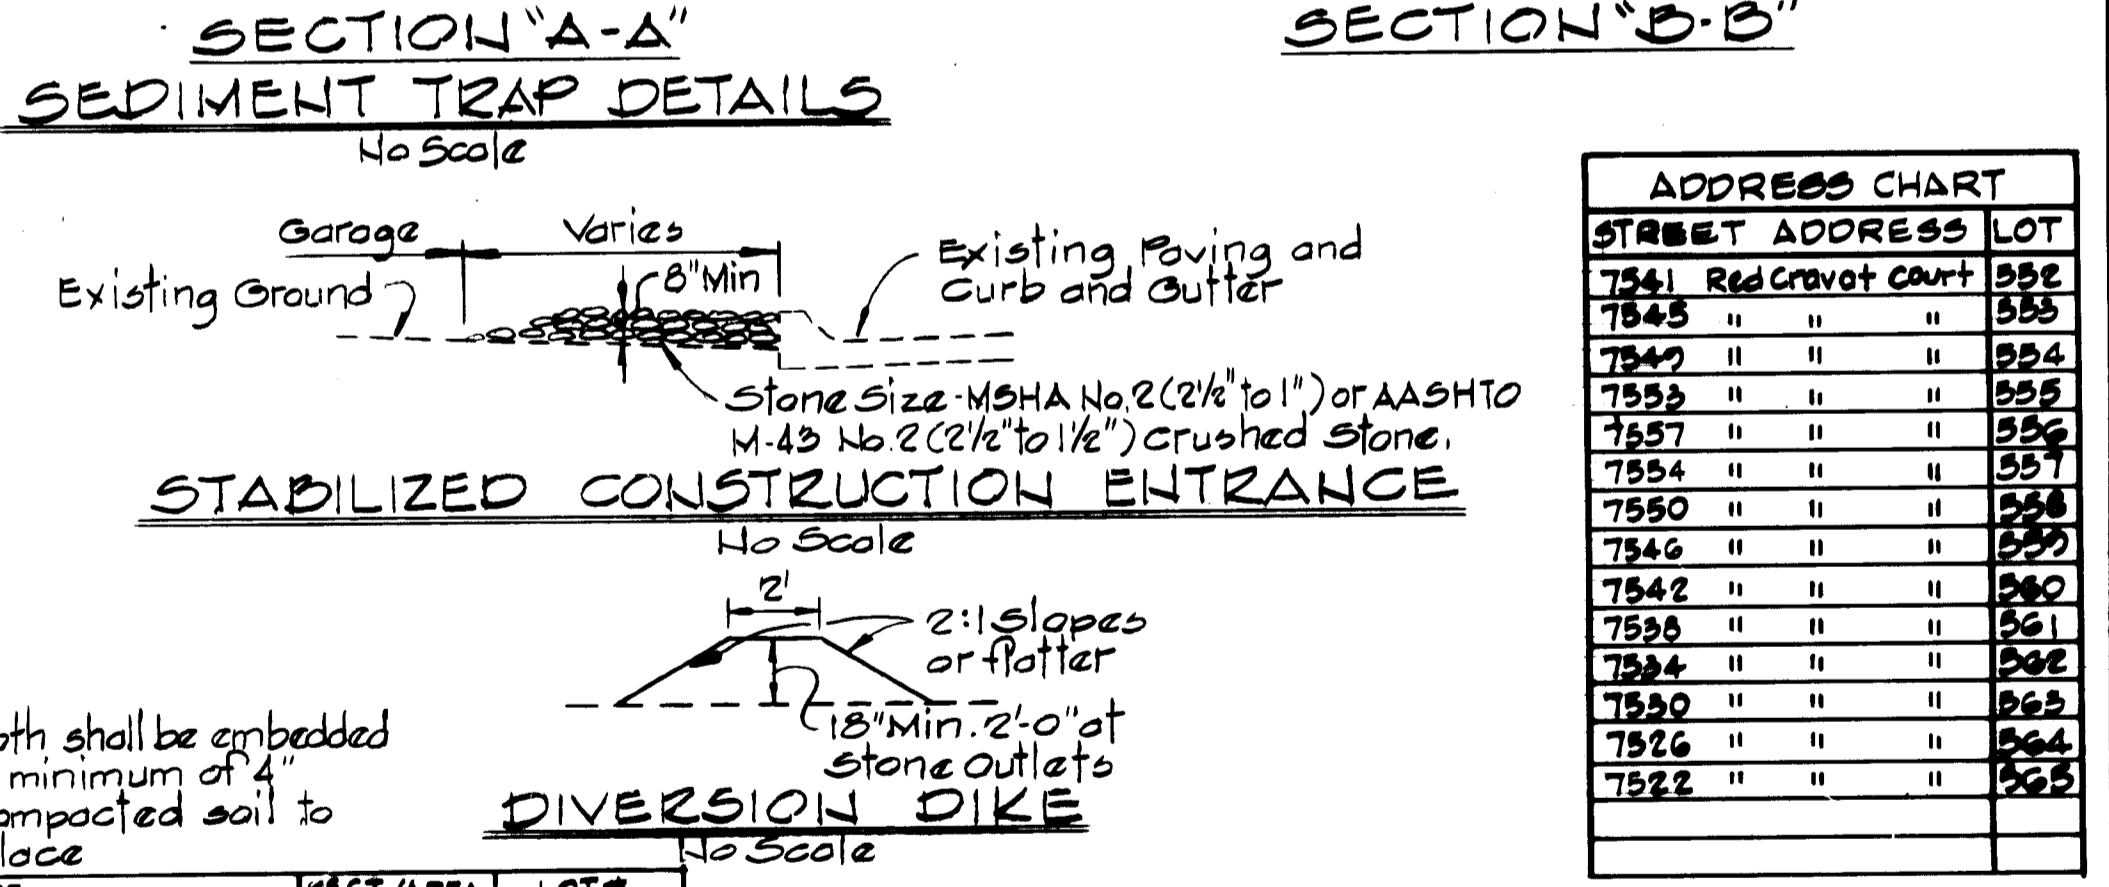 SECTION "A-A"
SEDIMENT TRAP DETAILS
No Scale
SECTION "B-B"
Garage
Varies
Existing Ground
8" Min
Existing Paving and
Curb and Gutter
Stone Size - MSHA No. 2 (2½" to 1") or AASHTO
M-43 No. 2 (2½" to 1½") Crushed Stone.
STABILIZED CONSTRUCTION ENTRANCE
No Scale
2'
2:1 Slopes
or flatter
18" Min. 2'-0" at
Stone Outlets
DIVERSION DIKE
No Scale
shall be embedded
minimum of 4"
soil to
ADDRESS CHART
STREET ADDRESS LOT
7541 Red Cravat Court 552
7545 " " " 553
7549 " " " 554
7553 " " " 555
7557 " " " 556
7554 " " " 557
7550 " " " 558
7546 " " " 559
7542 " " " 560
7538 " " " 561
7534 " " " 562
7530 " " " 563
7526 " " " 564
7522 " " " 565